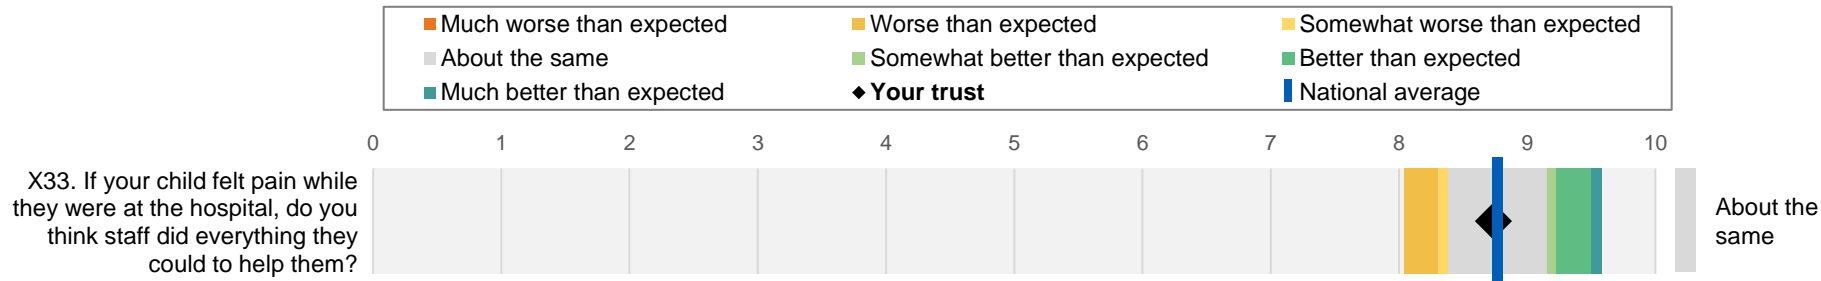 Much worse than expected
Worse than expected
Somewhat worse than expected
About the same
Somewhat better than expected
Better than expected
Much better than expected
Your trust
National average
0 1 2 3 4 5 6 7 8 9 10
X33. If your child felt pain while
they were at the hospital, do you
think staff did everything they
could to help them?
About the
same